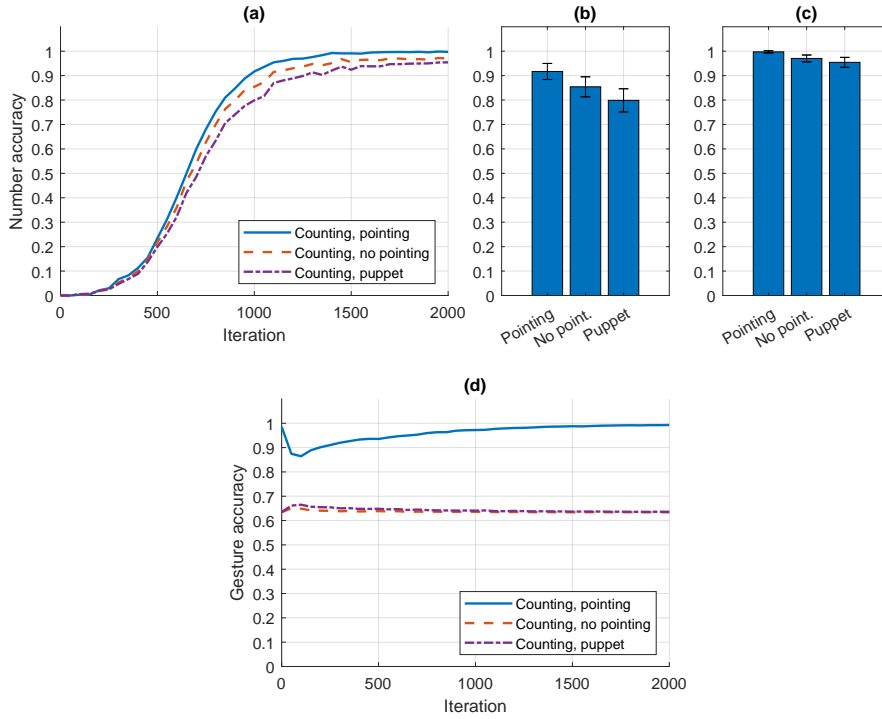 (a)
Number accuracy
1
0.9
0.8
0.7
0.6
0.5
0.4
0.3
0.2
0.1
0
0
500
1000
1500
2000
Iteration
Counting, pointing
Counting, no pointing
Counting, puppet
(b)
1
0.9
0.8
0.7
0.6
0.5
0.4
0.3
0.2
0.1
0
Pointing
No point.
Puppet
(c)
1
0.9
0.8
0.7
0.6
0.5
0.4
0.3
0.2
0.1
0
Pointing
No point.
Puppet
(d)
Gesture accuracy
1
0.9
0.8
0.7
0.6
0.5
0.4
0.3
0.2
0.1
0
0
500
1000
1500
2000
Iteration
Counting, pointing
Counting, no pointing
Counting, puppet